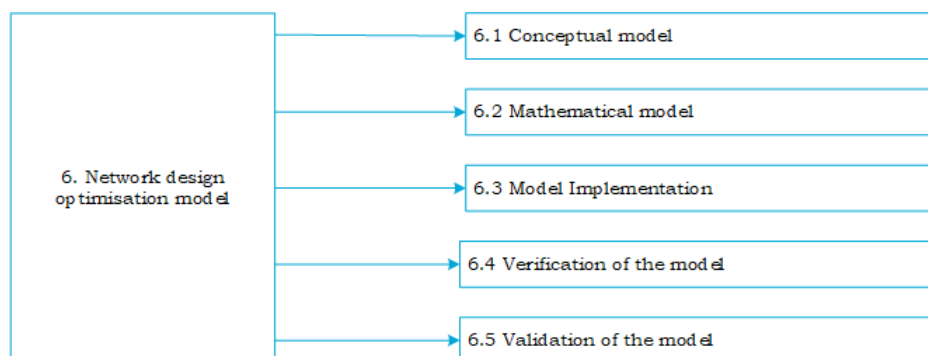 6. Network design
optimisation model
6.1 Conceptual model
6.2 Mathematical model
6.3 Model Implementation
6.4 Verification of the model
6.5 Validation of the model